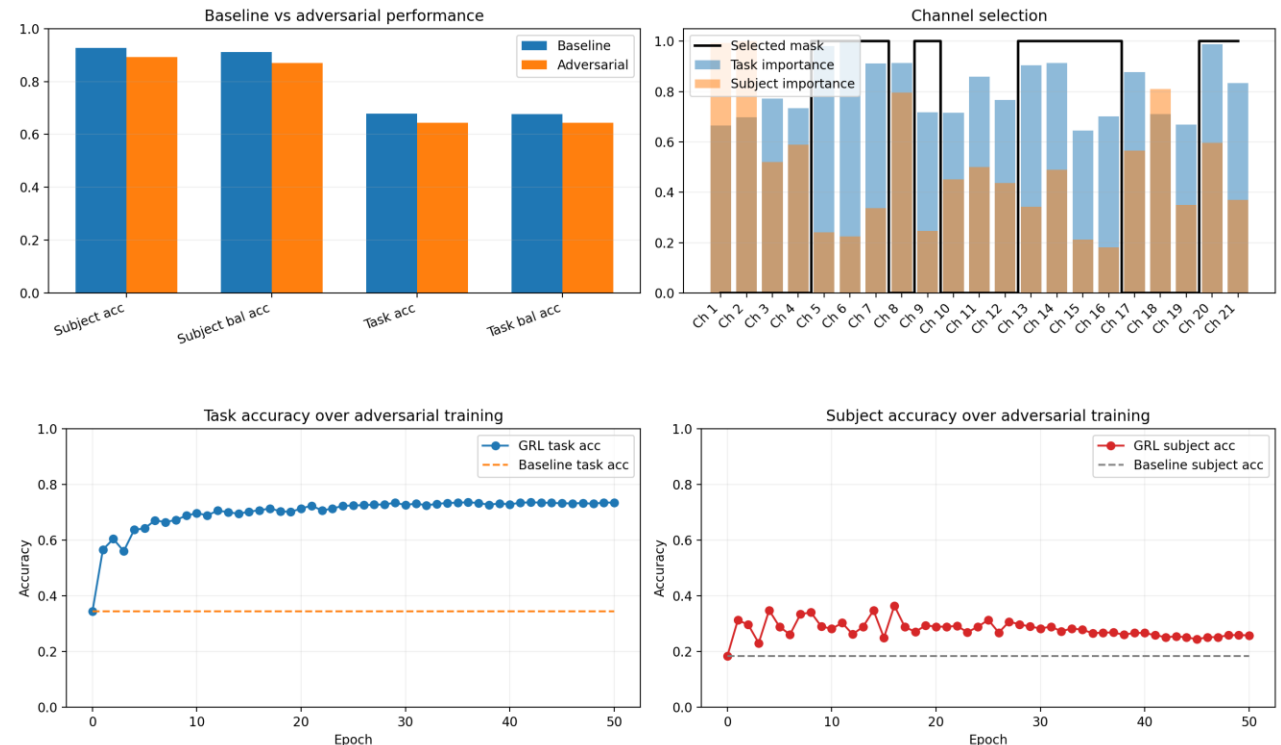 Baseline vs adversarial performance
1.0
0.8
0.6
0.4
0.2
0.0
Baseline
Adversarial
Subject acc
Subject bal acc
Task acc
Task bal acc
Channel selection
1.0
0.8
0.6
0.4
0.2
0.0
Selected mask
Task importance
Subject importance
Ch 1
Ch 2
Ch 3
Ch 4
Ch 5
Ch 6
Ch 7
Ch 8
Ch 9
Ch 10
Ch 11
Ch 12
Ch 13
Ch 14
Ch 15
Ch 16
Ch 17
Ch 18
Ch 19
Ch 20
Ch 21
Task accuracy over adversarial training
Accuracy
1.0
0.8
0.6
0.4
0.2
0.0
GRL task acc
Baseline task acc
0
10
20
30
40
50
Epoch
Subject accuracy over adversarial training
Accuracy
1.0
0.8
0.6
0.4
0.2
0.0
GRL subject acc
Baseline subject acc
0
10
20
30
40
50
Epoch